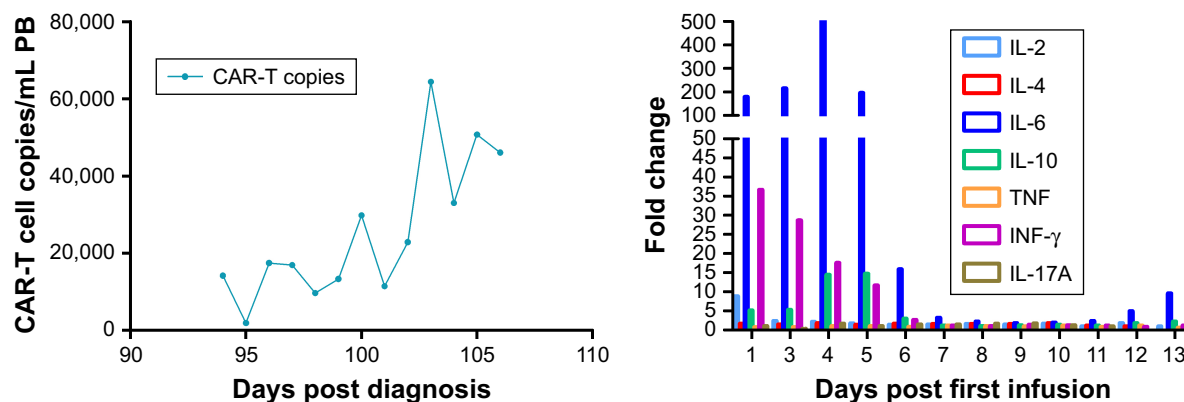 CAR-T cell copies/mL PB
80,000
60,000
40,000
20,000
0
CAR-T copies
90 95 100 105 110
Days post diagnosis
Fold change
500
400
300
200
100
50
45
40
35
30
25
20
15
10
5
0
IL-2
IL-4
IL-6
IL-10
TNF
INF-γ
IL-17A
1 3 4 5 6 7 8 9 10 11 12 13
Days post first infusion